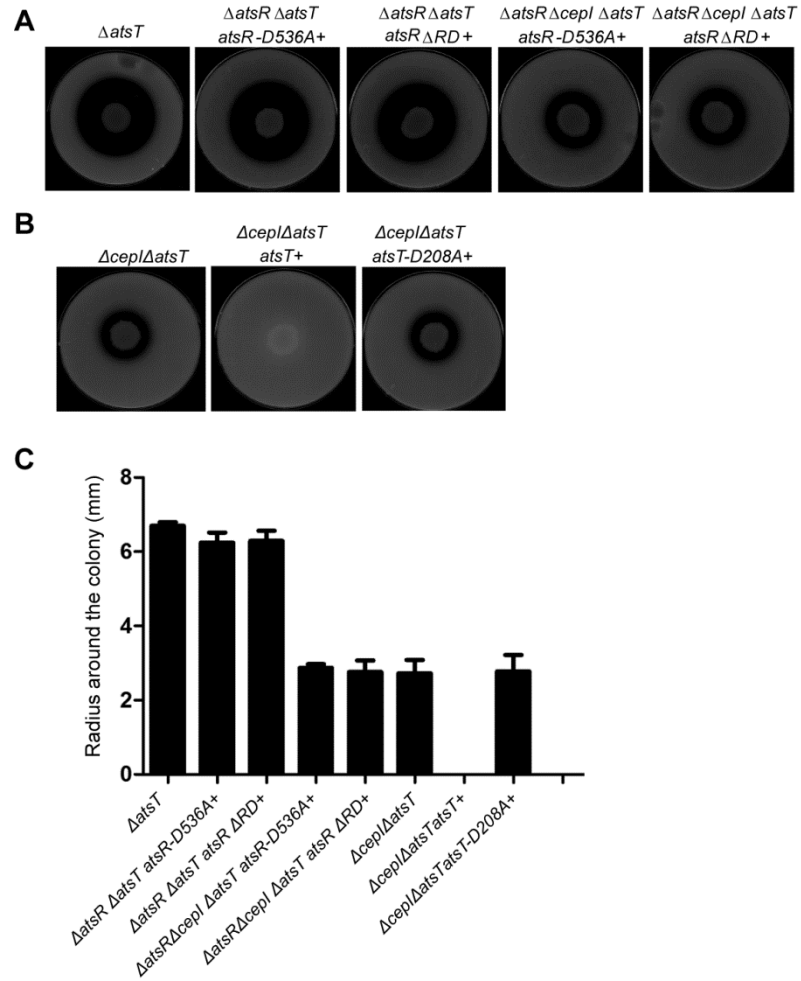 A
ΔatsT
ΔatsR ΔatsT
atsR-D536A+
ΔatsR ΔatsT
atsR ΔRD+
ΔatsR ΔcepI ΔatsT
atsR-D536A+
ΔatsR ΔcepI ΔatsT
atsR ΔRD+
B
ΔcepIΔatsT
ΔcepIΔatsT
atsT+
ΔcepIΔatsT
atsT-D208A+
C
Radius around the colony (mm)
8
6
4
2
0
ΔatsT
ΔatsR ΔatsT atsR-D536A+
ΔatsR ΔatsT atsR ΔRD+
ΔatsRΔcepI ΔatsT atsR-D536A+
ΔatsRΔcepI ΔatsT atsR ΔRD+
ΔcepIΔatsT
ΔcepIΔatsTatsT+
ΔcepIΔatsTatsT-D208A+